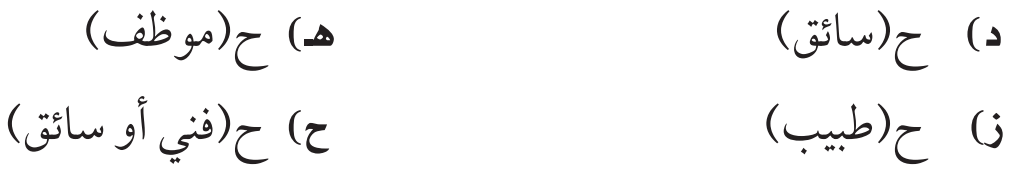 د) ح(سائق) هـ) ح(موظف)
ز) ح(طبيب) ح) ح(فني أو سائق)